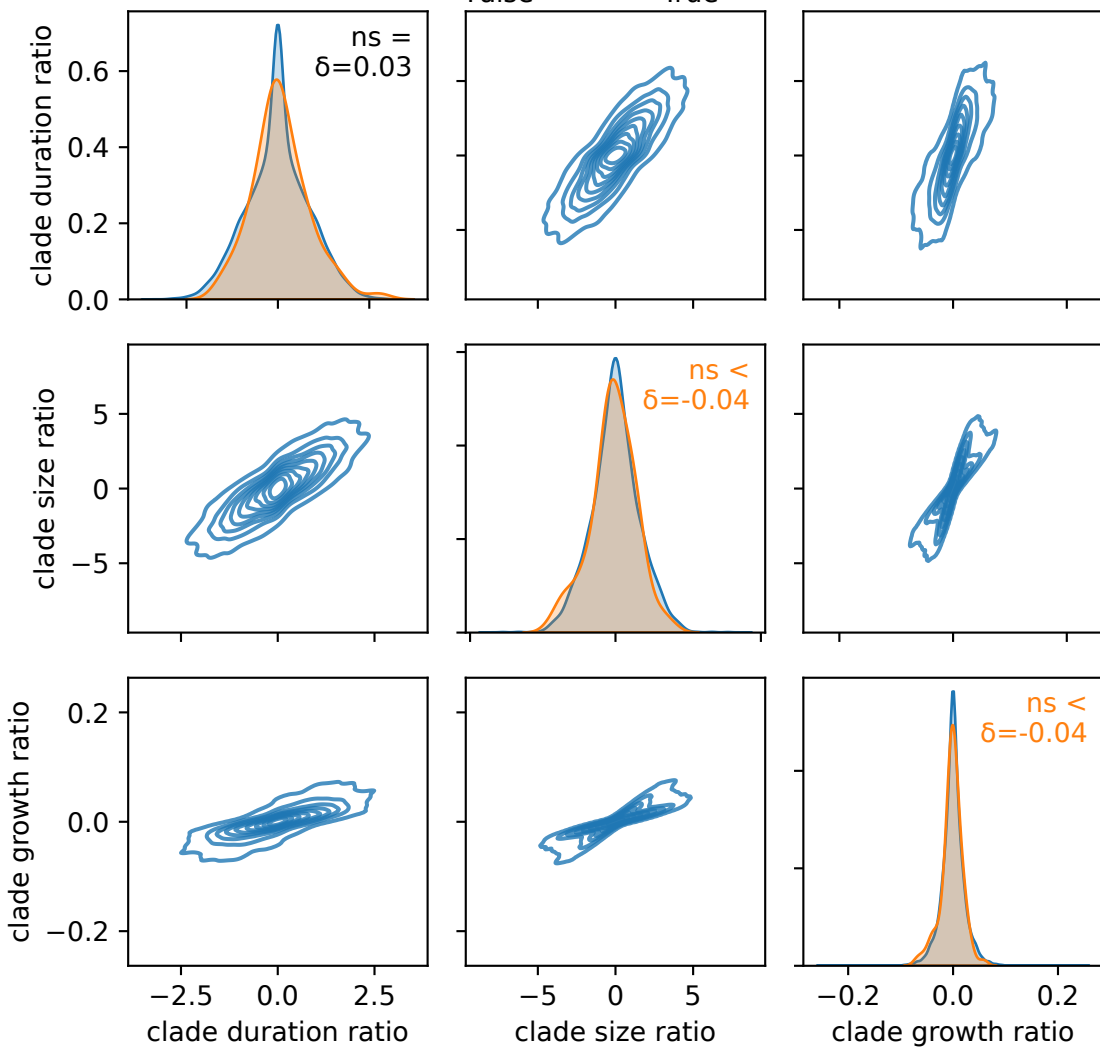 clade duration ratio
0.6
0.4
0.2
0.0
ns =
δ=0.03
clade size ratio
5
0
−5
ns <
δ=-0.04
clade growth ratio
0.2
0.0
−0.2
ns <
δ=-0.04
−2.5 0.0 2.5
−5 0 5
−0.2 0.0 0.2
clade duration ratio
clade size ratio
clade growth ratio